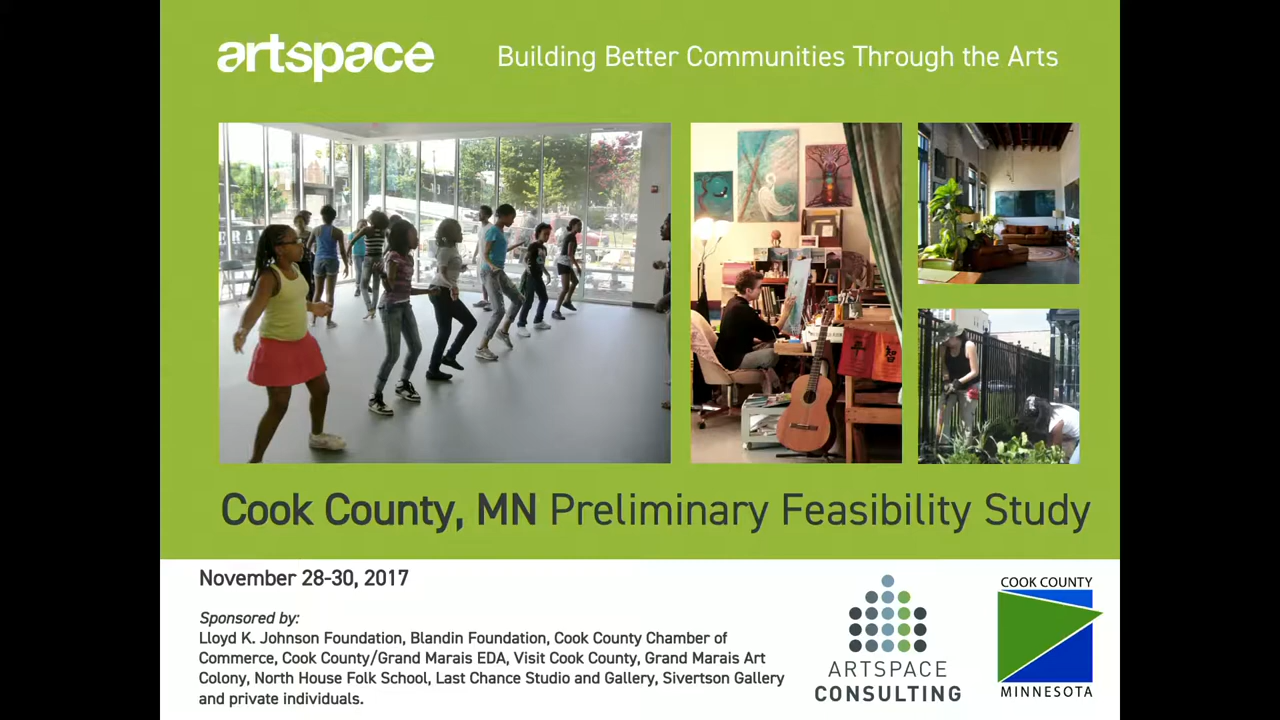 artspace
Building Better Communities Through the Arts
Cook County, MN Preliminary Feasibility Study
November 28-30, 2017
Sponsored by:
Lloyd K. Johnson Foundation, Blandin Foundation, Cook County Chamber of
Commerce, Cook County/Grand Marais EDA, Visit Cook County, Grand Marais Art
Colony, North House Folk School, Last Chance Studio and Gallery, Sivertson Gallery
and private individuals.
ARTSPACE
CONSULTING
COOK COUNTY
MINNESOTA